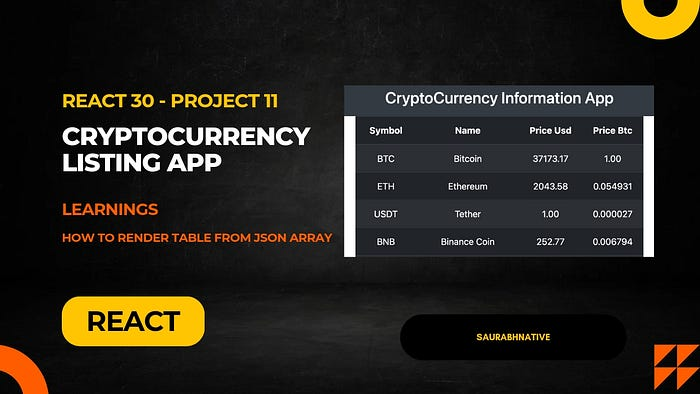 REACT 30 - PROJECT 11
CRYPTOCURRENCY
LISTING APP
LEARNINGS
HOW TO RENDER TABLE FROM JSON ARRAY
REACT
CryptoCurrency Information App
Symbol Name Price Usd Price Btc
BTC Bitcoin 37173.17 1.00
ETH Ethereum 2043.58 0.054931
USDT Tether 1.00 0.000027
BNB Binance Coin 252.77 0.006794
SAURABHNATIVE